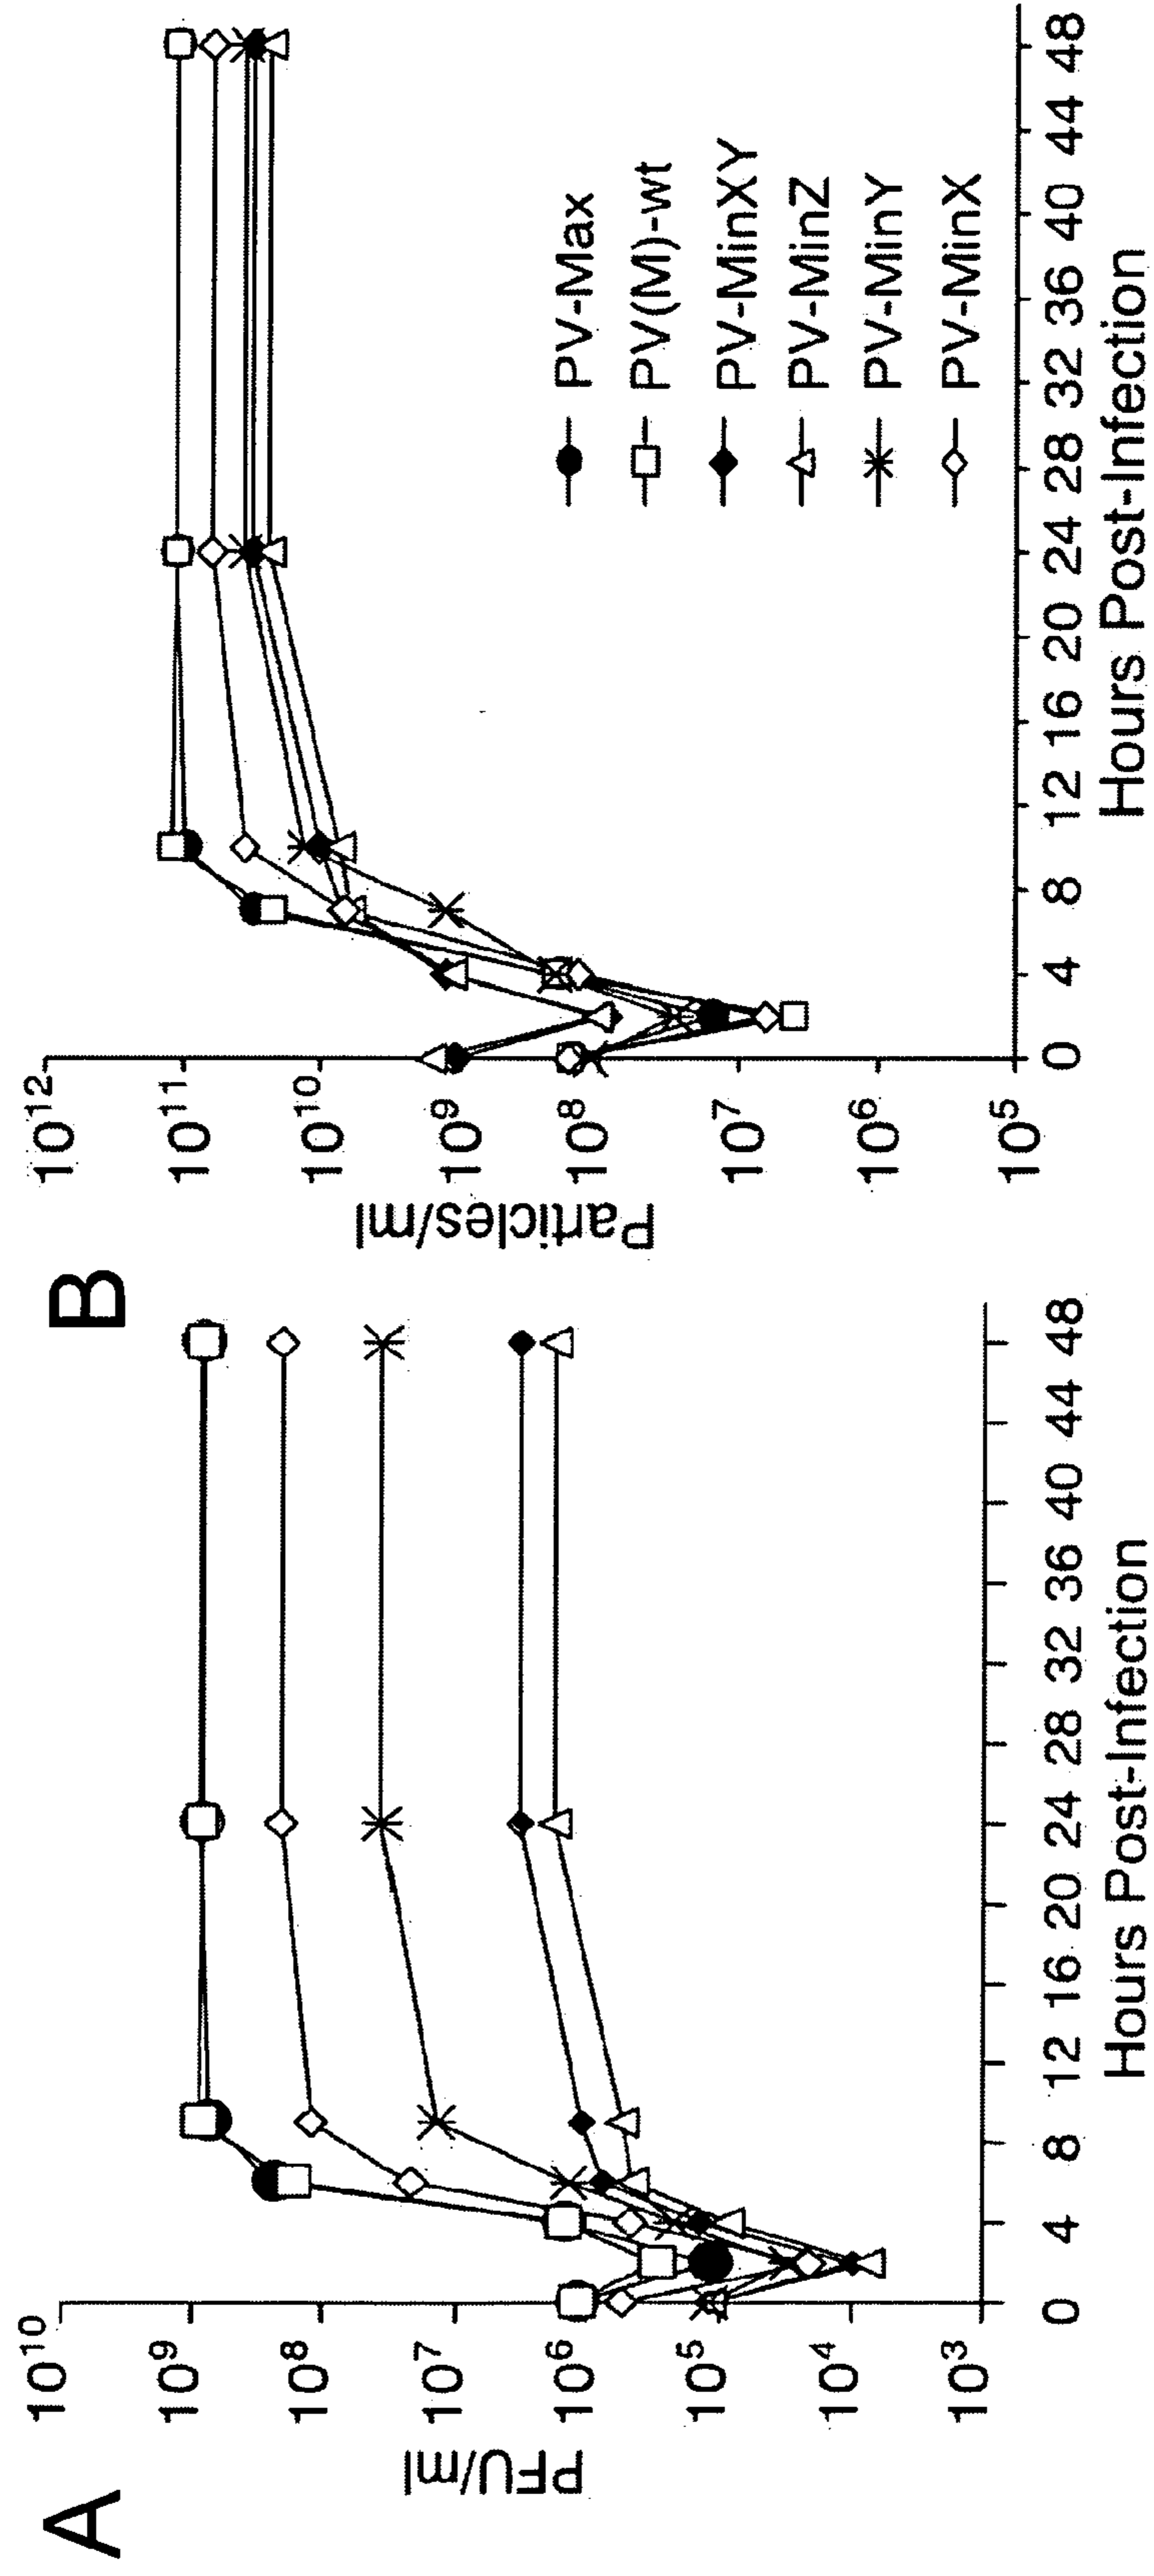 A
PFU/ml
10^10
10^9
10^8
10^7
10^6
10^5
10^4
10^3
0 4 8 12 16 20 24 28 32 36 40 44 48
Hours Post-Infection
B
Particles/ml
10^12
10^11
10^10
10^9
10^8
10^7
10^6
10^5
PV-Max
PV(M)-wt
PV-MinXY
PV-MinZ
PV-MinY
PV-MinX
0 4 8 12 16 20 24 28 32 36 40 44 48
Hours Post-Infection